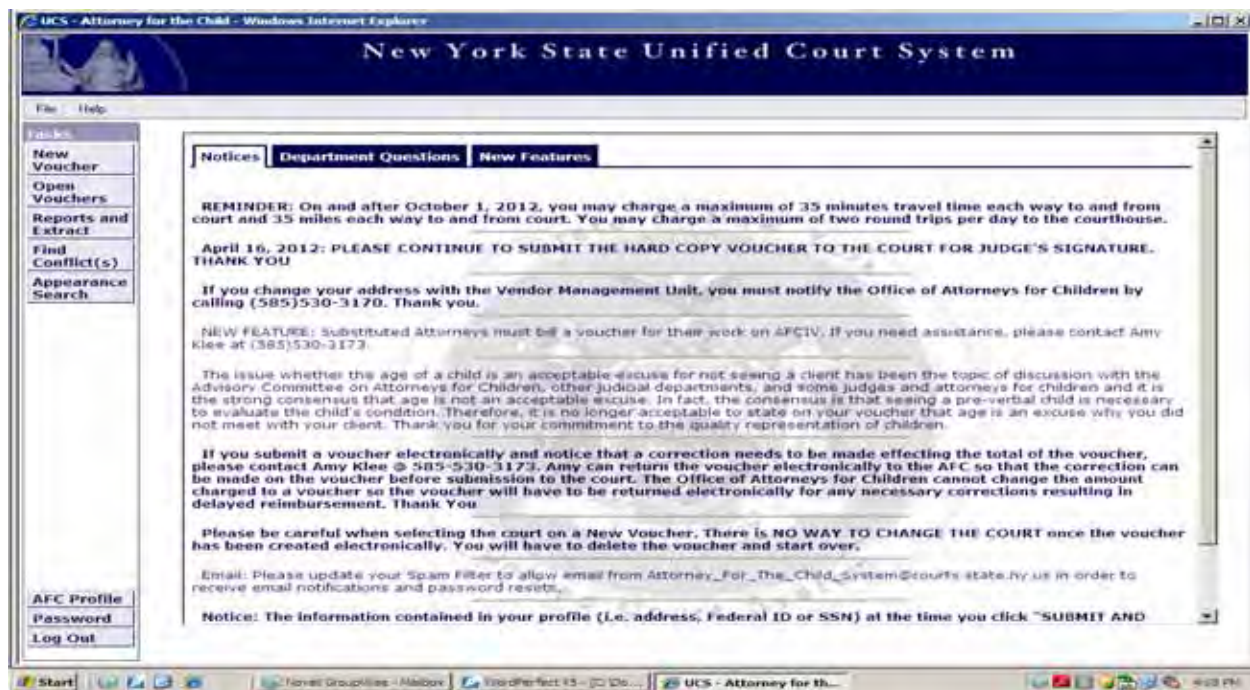 UCS - Attorney for the Child - Windows Internet Explorer
New York State Unified Court System
File Help
Tasks
New
Voucher
Open
Vouchers
Reports and
Extract
Find
Conflict(s)
Appearance
Search
AFC Profile
Password
Log Out
Notices Department Questions New Features
REMINDER: On and after October 1, 2012, you may charge a maximum of 35 minutes travel time each way to and from
court and 35 miles each way to and from court. You may charge a maximum of two round trips per day to the courthouse.
April 16, 2012: PLEASE CONTINUE TO SUBMIT THE HARD COPY VOUCHER TO THE COURT FOR JUDGE'S SIGNATURE.
THANK YOU
If you change your address with the Vendor Management Unit, you must notify the Office of Attorneys for Children by
calling (585)530-3170. Thank you.
NEW FEATURE: Substituted Attorneys must bill a voucher for their work on AFCIV. If you need assistance, please contact Amy
Klee at (585)530-3173.
The issue whether the age of a child is an acceptable excuse for not seeing a client has been the topic of discussion with the
Advisory Committee on Attorneys for Children, other judicial departments, and some judges and attorneys for children and it is
the strong consensus that age is not an acceptable excuse. In fact, the consensus is that seeing a pre-verbal child is necessary
to evaluate the child's condition. Therefore, it is no longer acceptable to state on your voucher that age is an excuse why you did
not meet with your client. Thank you for your commitment to the quality representation of children.
If you submit a voucher electronically and notice that a correction needs to be made effecting the total of the voucher,
please contact Amy Klee @ 585-530-3173. Amy can return the voucher electronically to the AFC so that the correction can
be made on the voucher before submission to the court. The Office of Attorneys for Children cannot change the amount
charged to a voucher so the voucher will have to be returned electronically for any necessary corrections resulting in
delayed reimbursement. Thank You
Please be careful when selecting the court on a New Voucher. There is NO WAY TO CHANGE THE COURT once the voucher
has been created electronically. You will have to delete the voucher and start over.
Email: Please update your Spam Filter to allow email from Attorney_For_The_Child_System@courts.state.ny.us in order to
receive email notifications and password resets.
Notice: The information contained in your profile (i.e. address, Federal ID or SSN) at the time you click "SUBMIT AND
Start Novell GroupWise - Mailbox WordPerfect UCS - Attorney for th... PM